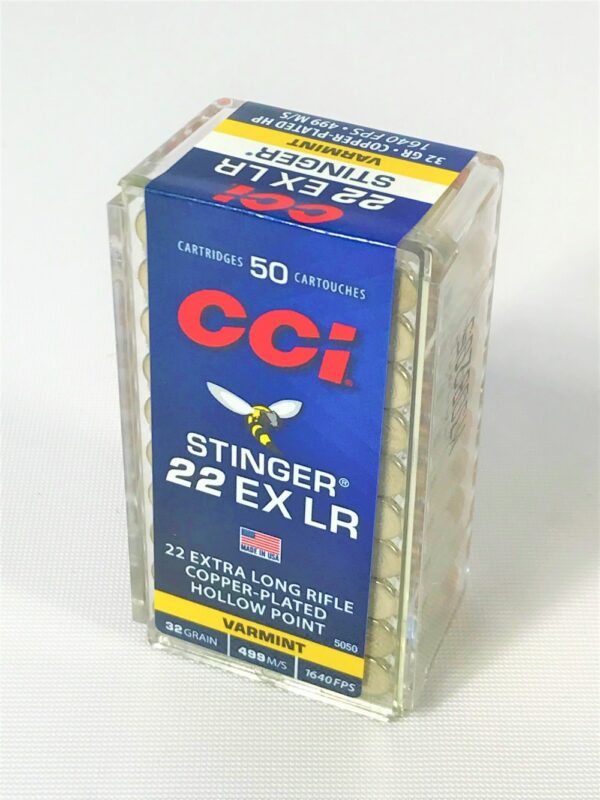 32 GR • COPPER-PLATED HP
1640 FPS • 499 M/S
VARMINT
STINGER®
22 EX LR
CCI
CARTRIDGES 50 CARTOUCHES
CCI
STINGER®
22 EX LR
MADE IN USA
22 EXTRA LONG RIFLE
COPPER-PLATED
HOLLOW POINT
5050
VARMINT
32 GRAIN 499 M/S 1640 FPS